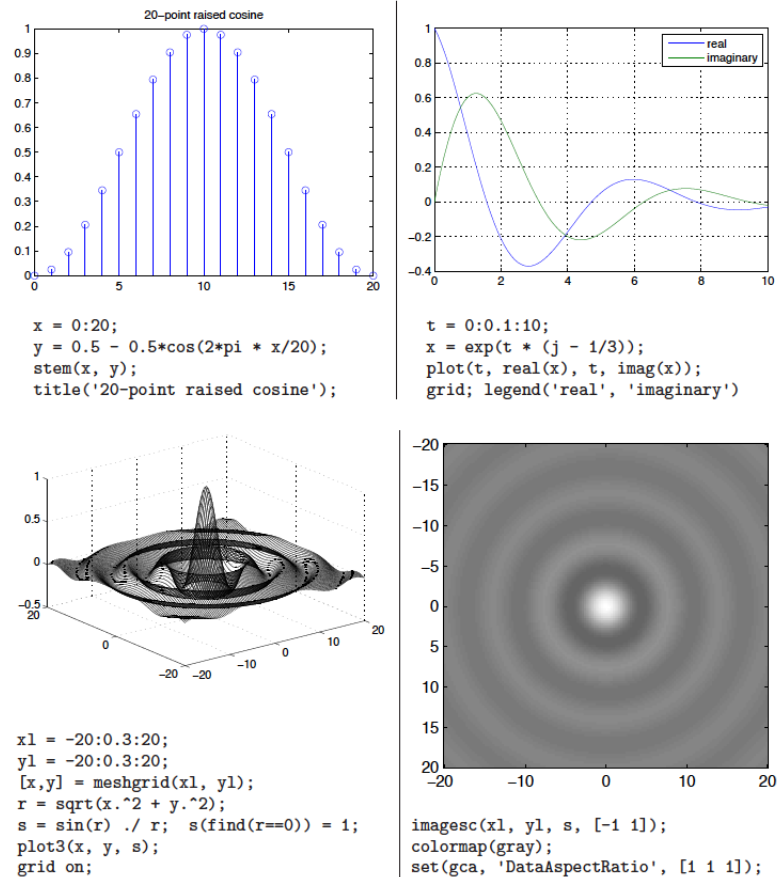 20-point raised cosine
1
0.9
0.8
0.7
0.6
0.5
0.4
0.3
0.2
0.1
0
0 5 10 15 20
x = 0:20;
y = 0.5 - 0.5*cos(2*pi * x/20);
stem(x, y);
title('20-point raised cosine');
1
0.8
0.6
0.4
0.2
0
−0.2
−0.4
0 2 4 6 8 10
real
imaginary
t = 0:0.1:10;
x = exp(t * (j - 1/3));
plot(t, real(x), t, imag(x));
grid; legend('real', 'imaginary')
1
0.5
0
−0.5
20
0
−20
−20
−10
0
10
20
xl = -20:0.3:20;
yl = -20:0.3:20;
[x,y] = meshgrid(xl, yl);
r = sqrt(x.^2 + y.^2);
s = sin(r) ./ r; s(find(r==0)) = 1;
plot3(x, y, s);
grid on;
−20
−15
−10
−5
0
5
10
15
20
−20 −10 0 10 20
imagesc(xl, yl, s, [-1 1]);
colormap(gray);
set(gca, 'DataAspectRatio', [1 1 1]);